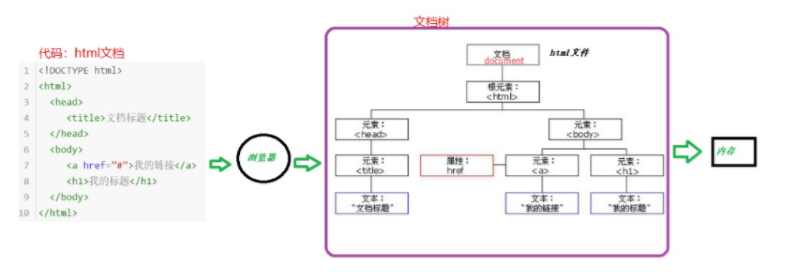 文档树
代码：html文档
1 <!DOCTYPE html>
2 <html>
3 <head>
4 <title>文档标题</title>
5 </head>
6 <body>
7 <a href="#">我的链接</a>
8 <h1>我的标题</h1>
9 </body>
10 </html>
浏览器
文档
document
html文件
根元素：
<html>
元素：
<head>
元素：
<body>
元素：
<title>
属性：
href
元素：
<a>
元素：
<h1>
文本：
"文档标题"
文本：
"我的链接"
文本：
"我的标题"
内存